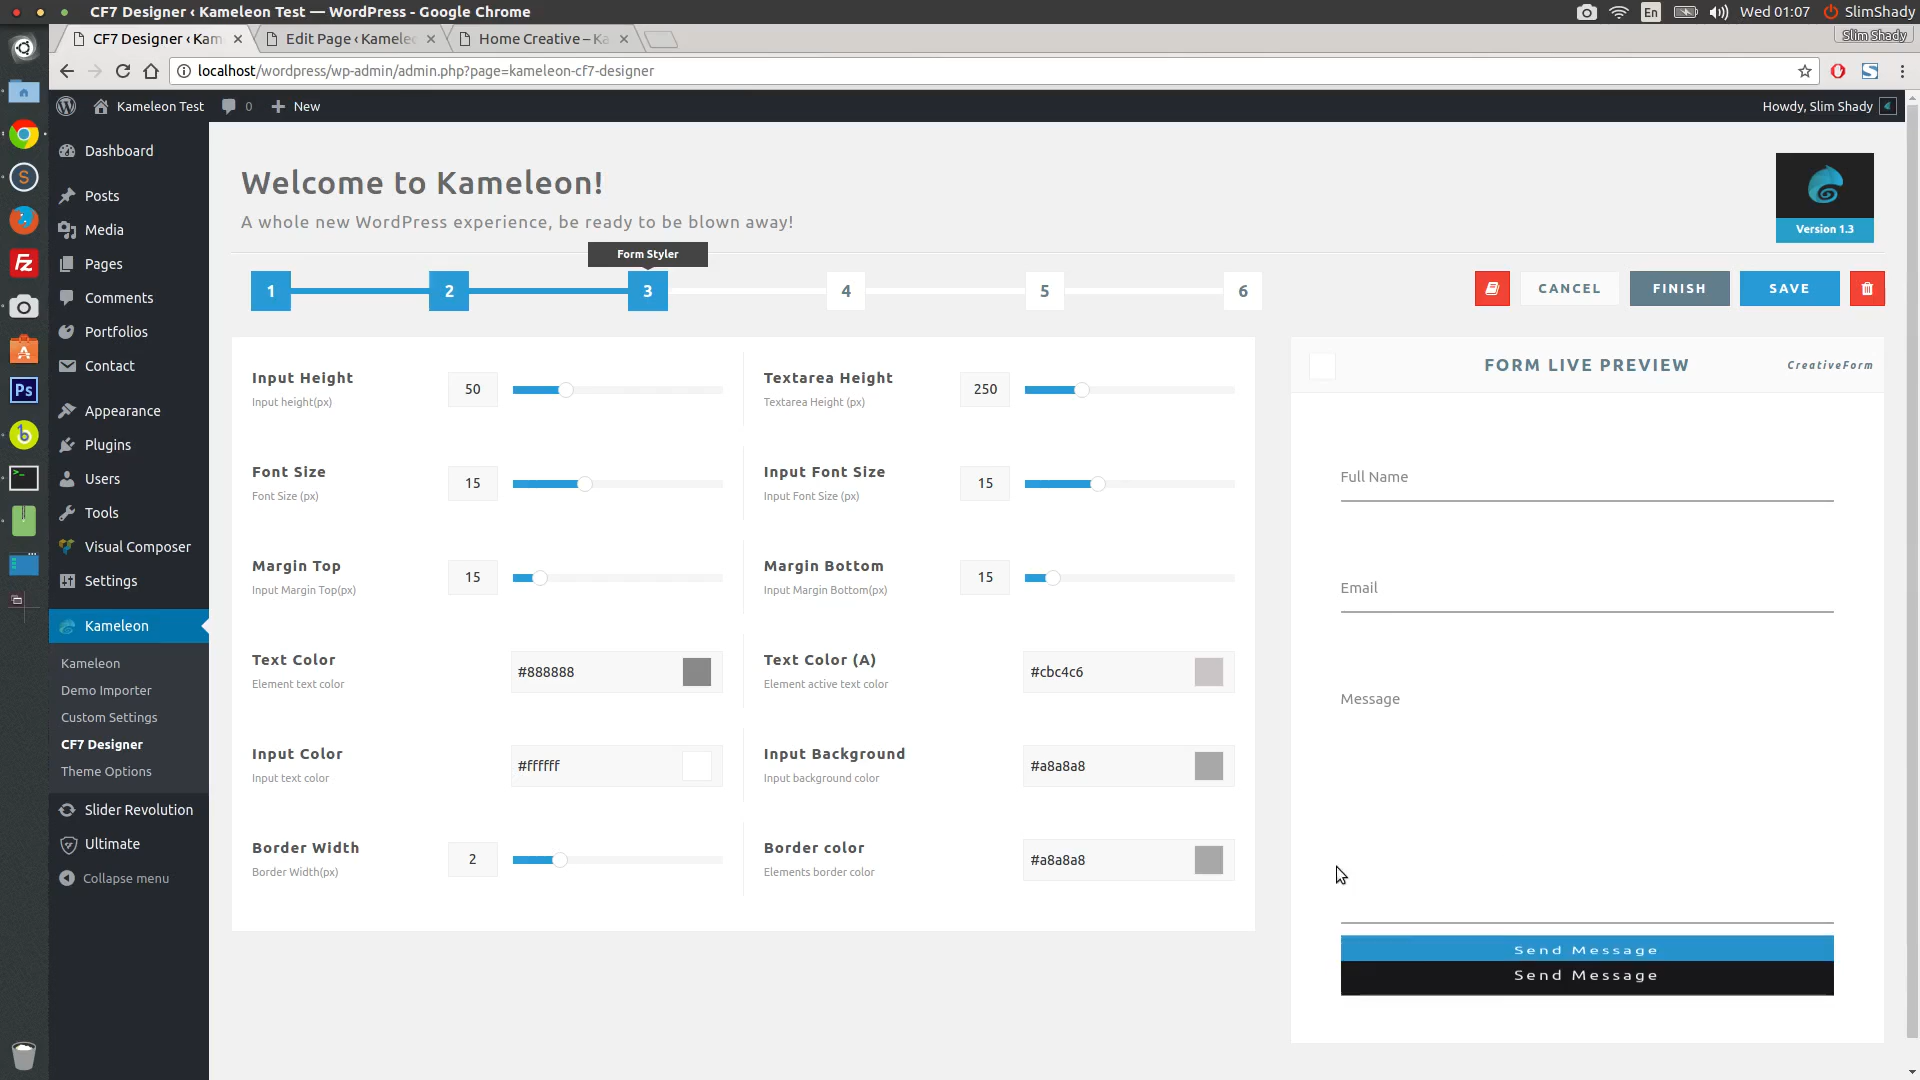 CF7 Designer ‹ Kameleon Test — WordPress - Google Chrome
En
Wed 01:07
SlimShady
CF7 Designer ‹ Kam
Edit Page ‹ Kamele
Home Creative – Ka
Slim Shady
localhost/wordpress/wp-admin/admin.php?page=kameleon-cf7-designer
Kameleon Test
0
New
Howdy, Slim Shady
Dashboard
Posts
Media
Pages
Comments
Portfolios
Contact
Appearance
Plugins
Users
Tools
Visual Composer
Settings
Kameleon
Kameleon
Demo Importer
Custom Settings
CF7 Designer
Theme Options
Slider Revolution
Ultimate
Collapse menu
Welcome to Kameleon!
A whole new WordPress experience, be ready to be blown away!
Version 1.3
Form Styler
1
2
3
4
5
6
CANCEL
FINISH
SAVE
Input Height
Input height(px)
50
Textarea Height
Textarea Height (px)
250
Font Size
Font Size (px)
15
Input Font Size
Input Font Size (px)
15
Margin Top
Input Margin Top(px)
15
Margin Bottom
Input Margin Bottom(px)
15
Text Color
Element text color
#888888
Text Color (A)
Element active text color
#cbc4c6
Input Color
Input text color
#ffffff
Input Background
Input background color
#a8a8a8
Border Width
Border Width(px)
2
Border color
Elements border color
#a8a8a8
FORM LIVE PREVIEW
CreativeForm
Full Name
Email
Message
Send Message
Send Message
S
Fz
A
Ps
b
S